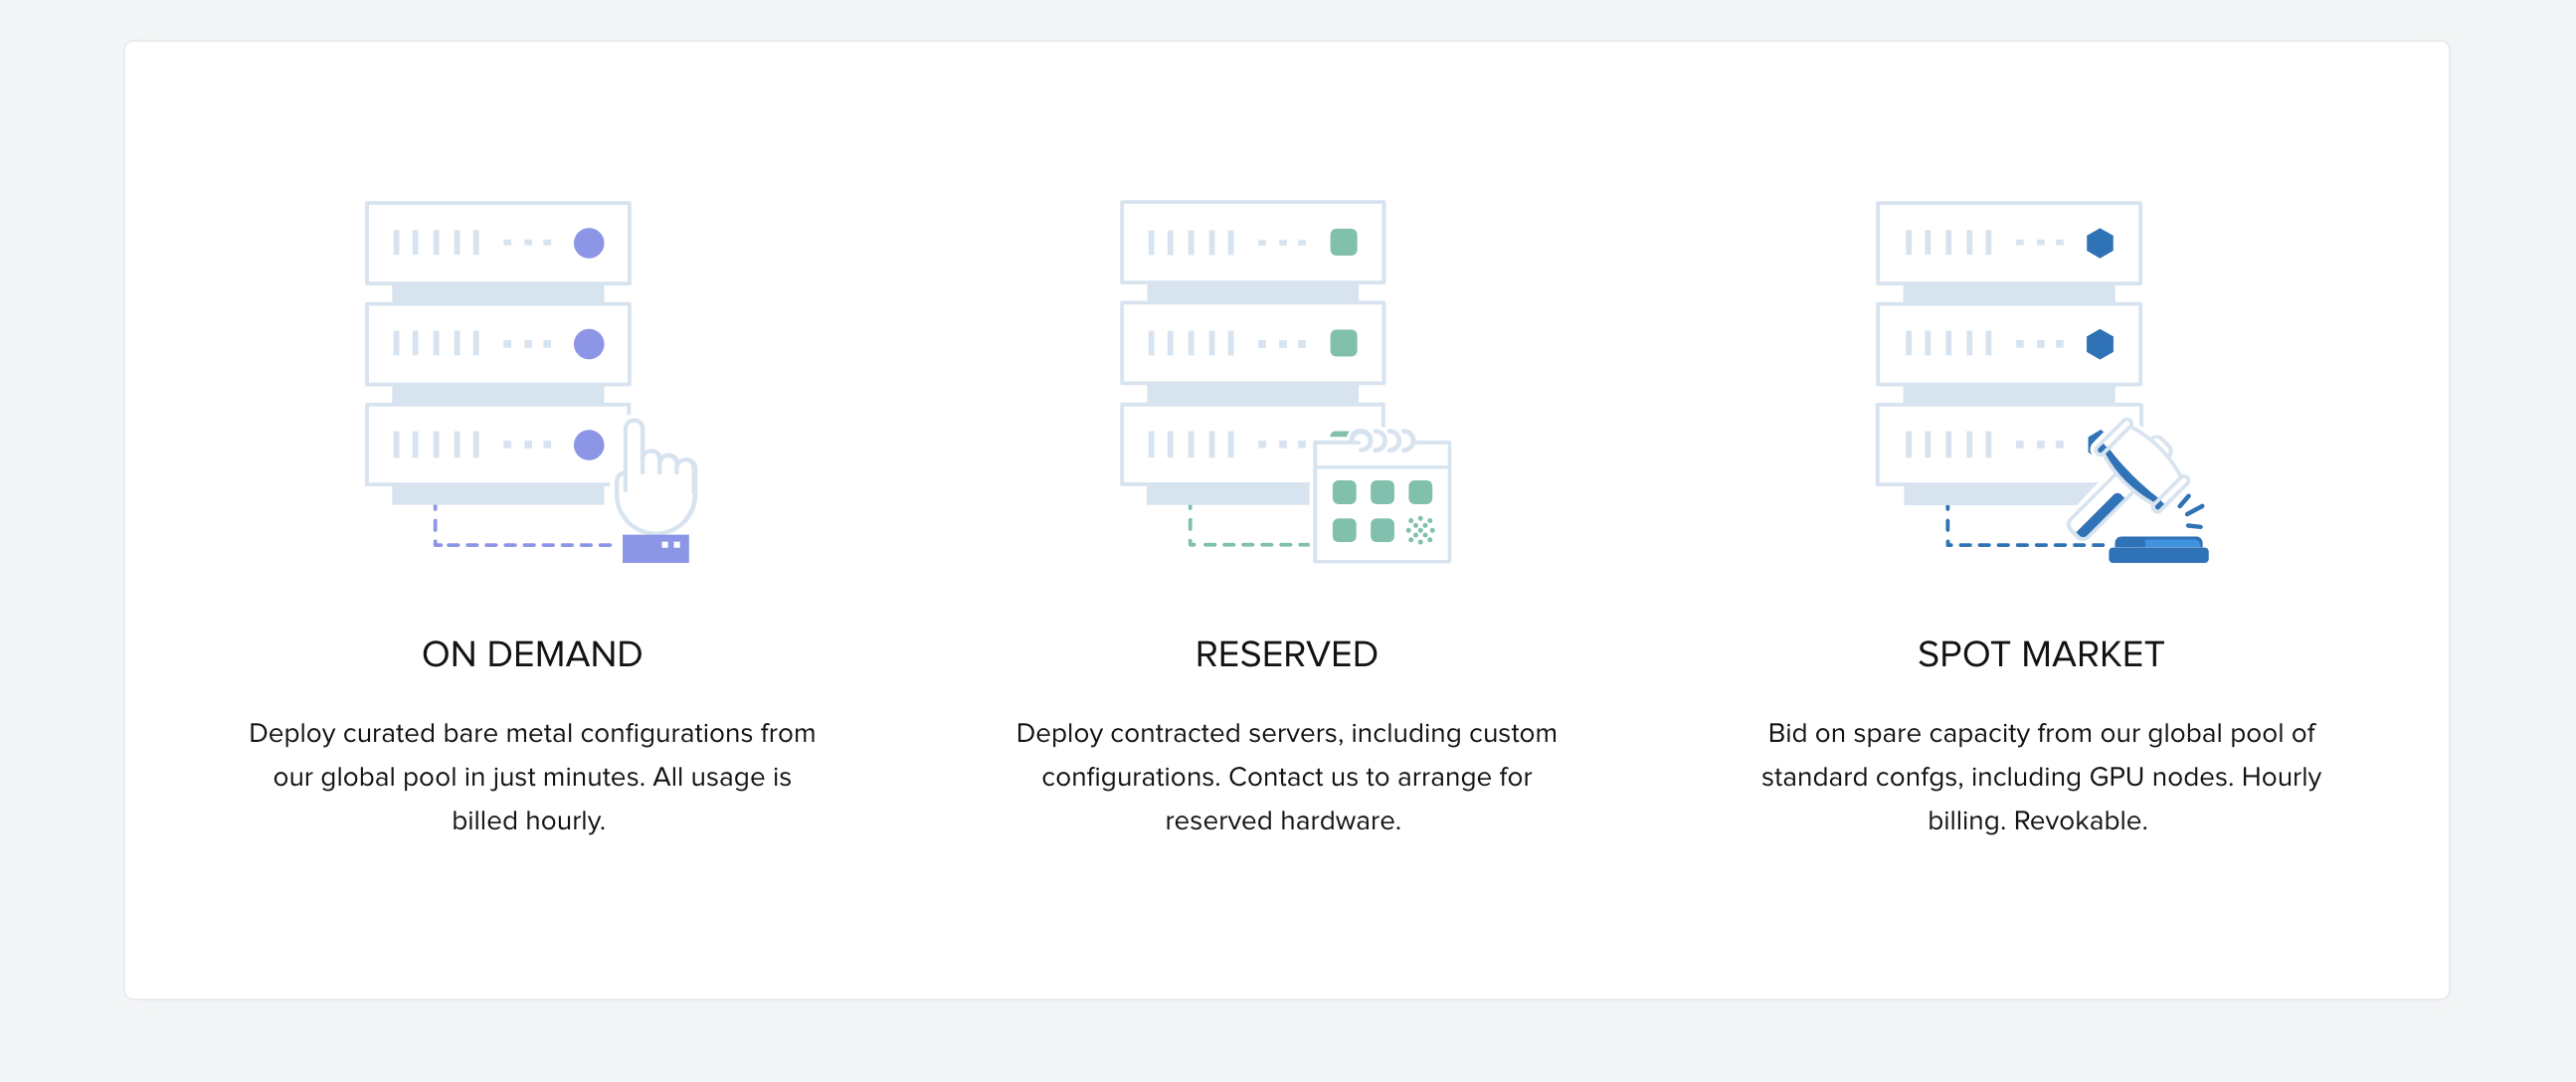 ON DEMAND
Deploy curated bare metal configurations from
our global pool in just minutes. All usage is
billed hourly.
RESERVED
Deploy contracted servers, including custom
configurations. Contact us to arrange for
reserved hardware.
SPOT MARKET
Bid on spare capacity from our global pool of
standard confgs, including GPU nodes. Hourly
billing. Revokable.